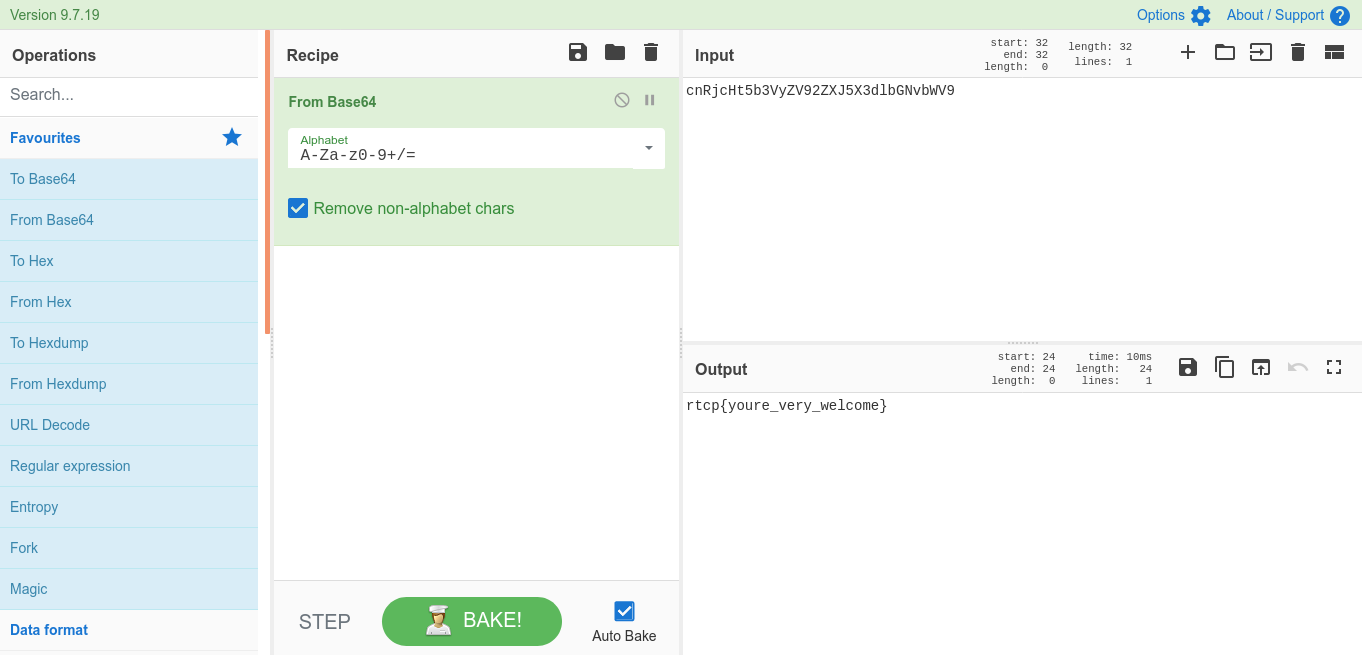 Version 9.7.19
Options
About / Support
Operations
Search...
Favourites
To Base64
From Base64
To Hex
From Hex
To Hexdump
From Hexdump
URL Decode
Regular expression
Entropy
Fork
Magic
Data format
Recipe
From Base64
Alphabet
A-Za-z0-9+/=
Remove non-alphabet chars
STEP
BAKE!
Auto Bake
Input
start: 32
end: 32
length: 0
length: 32
lines: 1
cnRjcHt5b3VyZV92ZXJ5X3dlbGNvbWV9
Output
start: 24
end: 24
length: 0
time: 10ms
length: 24
lines: 1
rtcp{youre_very_welcome}